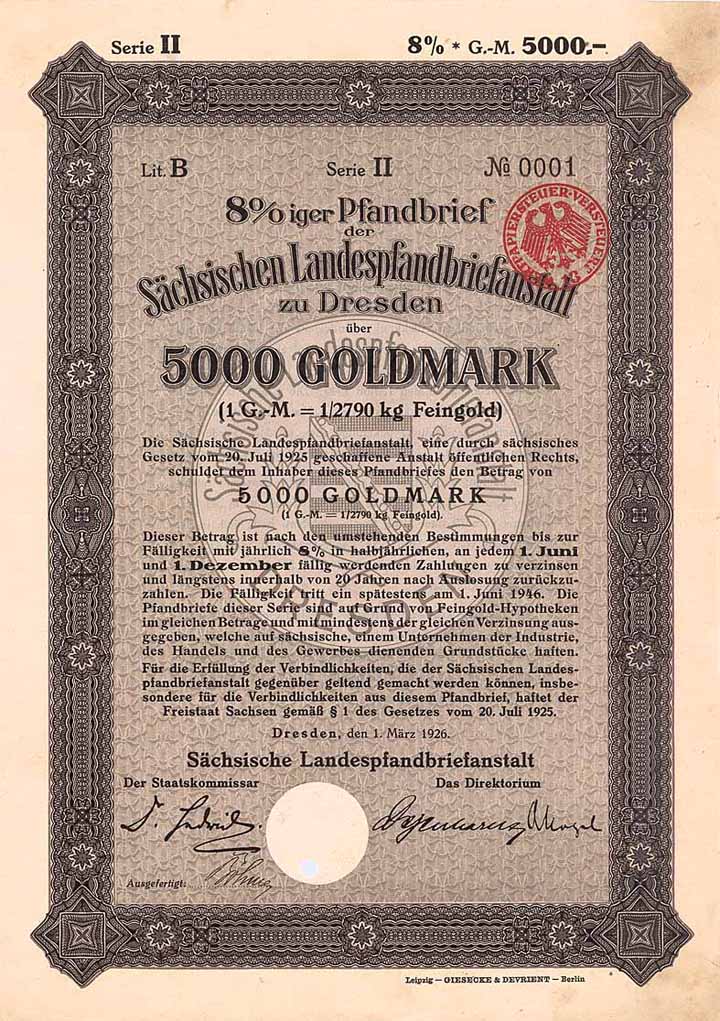 Serie II 8% * G.-M. 5000.-
Lit. B Serie II № 0001
8% iger Pfandbrief
der
Sächsischen Landespfandbriefanstalt
zu Dresden
über
5000 GOLDMARK
(1 G.-M. = 1/2790 kg Feingold)
Die Sächsische Landespfandbriefanstalt, eine durch sächsisches
Gesetz vom 20. Juli 1925 geschaffene Anstalt öffentlichen Rechts,
schuldet dem Inhaber dieses Pfandbriefes den Betrag von
5000 GOLDMARK
(1 G.-M. = 1/2790 kg Feingold).
Dieser Betrag ist nach den umstehenden Bestimmungen bis zur
Fälligkeit mit jährlich 8% in halbjährlichen, an jedem 1. Juni
und 1. Dezember fällig werdenden Zahlungen zu verzinsen
und längstens innerhalb von 20 Jahren nach Auslosung zurückzu-
zahlen. Die Fälligkeit tritt ein spätestens am 1. Juni 1946. Die
Pfandbriefe dieser Serie sind auf Grund von Feingold-Hypotheken
im gleichen Betrage und mit mindestens der gleichen Verzinsung aus-
gegeben, welche auf sächsische, einem Unternehmen der Industrie,
des Handels und des Gewerbes dienenden Grundstücke haften.
Für die Erfüllung der Verbindlichkeiten, die der Sächsischen Landes-
pfandbriefanstalt gegenüber geltend gemacht werden können, insbe-
sondere für die Verbindlichkeiten aus diesem Pfandbrief, haftet der
Freistaat Sachsen gemäß § 1 des Gesetzes vom 20. Juli 1925.
Dresden, den 1. März 1926.
Sächsische Landespfandbriefanstalt
Der Staatskommissar Das Direktorium
Ausgefertigt:
Leipzig — GIESECKE & DEVRIENT — Berlin
Sächsische Landespfandbriefanstalt
DRESDEN